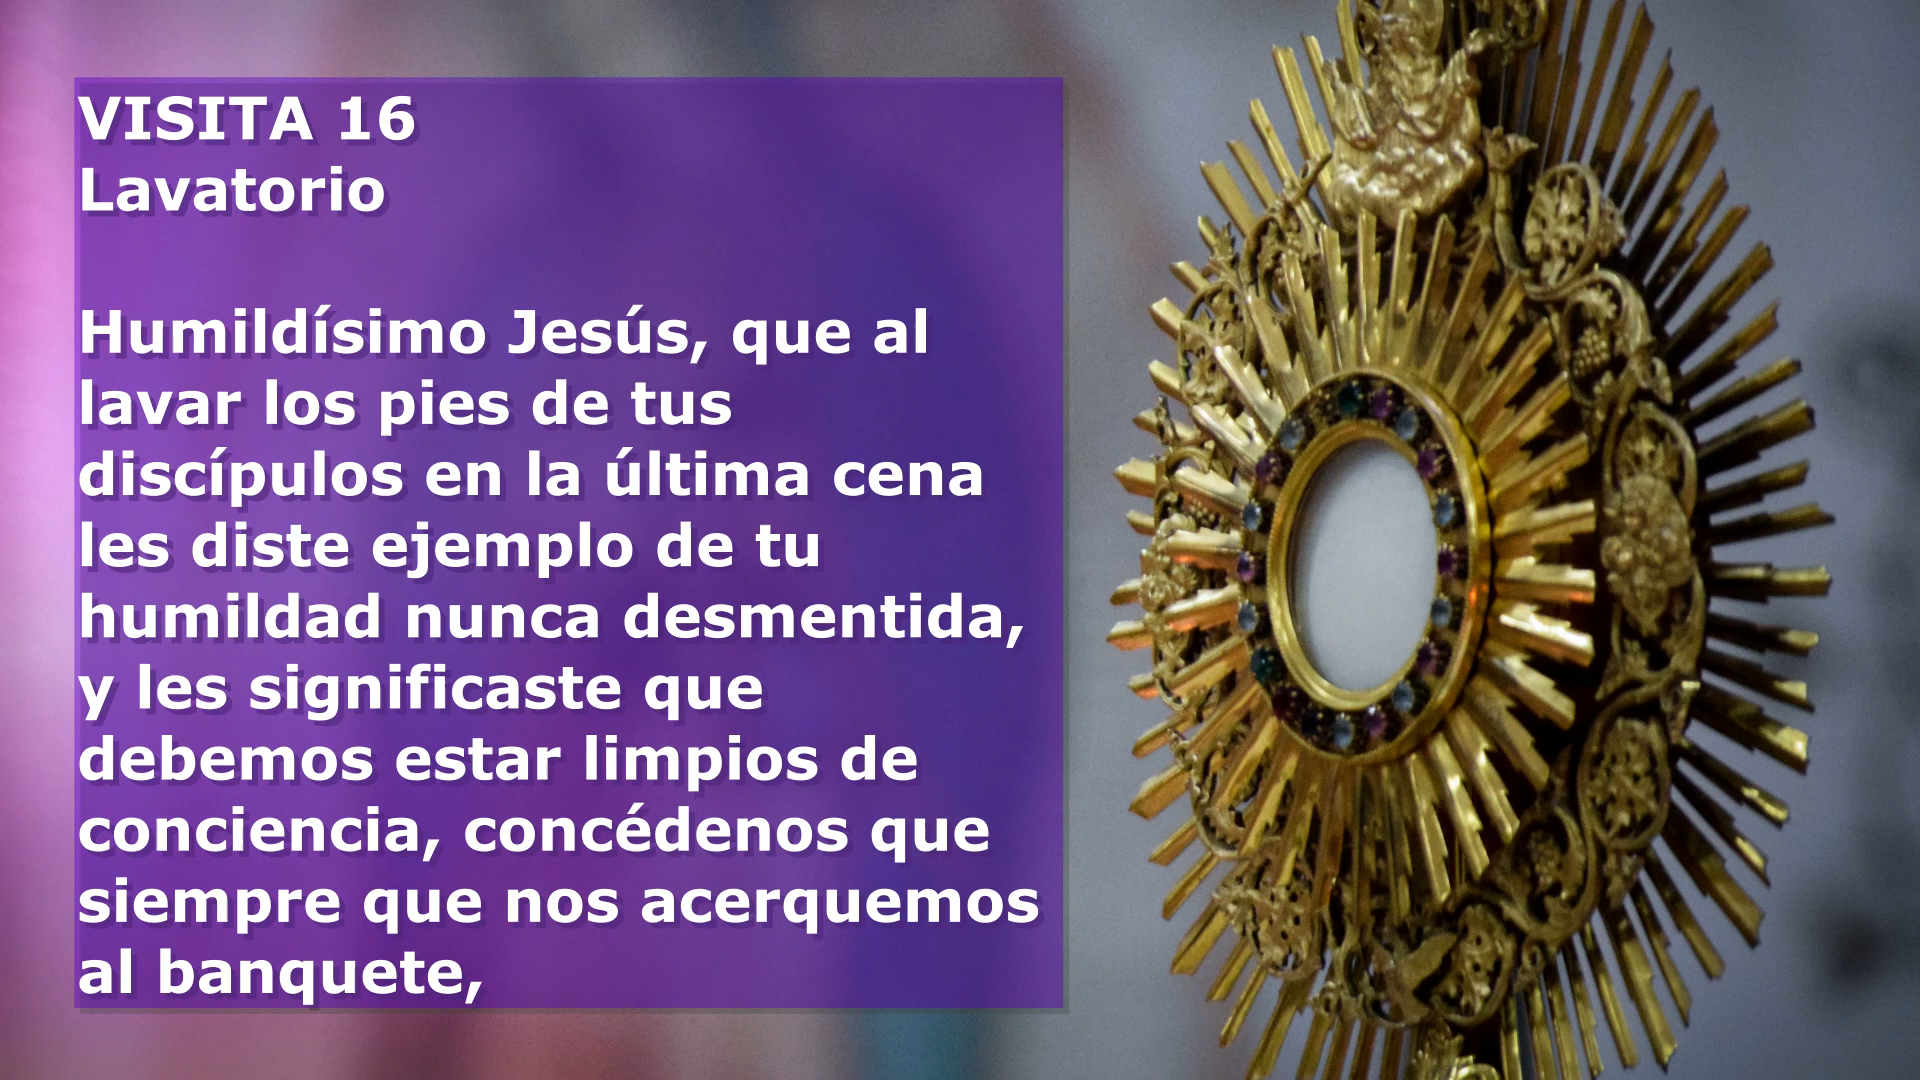 VISITA 16
Lavatorio
Humildísimo Jesús, que al
lavar los pies de tus
discípulos en la última cena
les diste ejemplo de tu
humildad nunca desmentida,
y les significaste que
debemos estar limpios de
conciencia, concédenos que
siempre que nos acerquemos
al banquete,